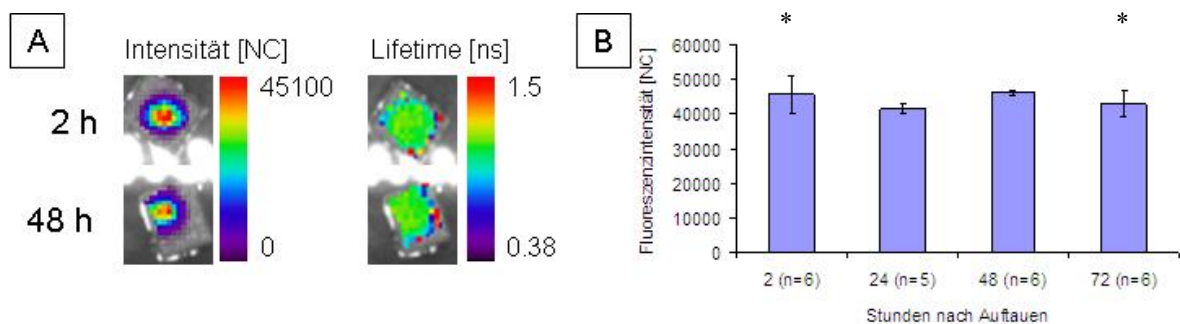 A
Intensität [NC]
45100
0
Lifetime [ns]
1.5
0.38
2 h
48 h
B
* *
Fluoreszenzintensität [NC]
60000
50000
40000
30000
20000
10000
0
2 (n=6) 24 (n=5) 48 (n=6) 72 (n=6)
Stunden nach Auftauen